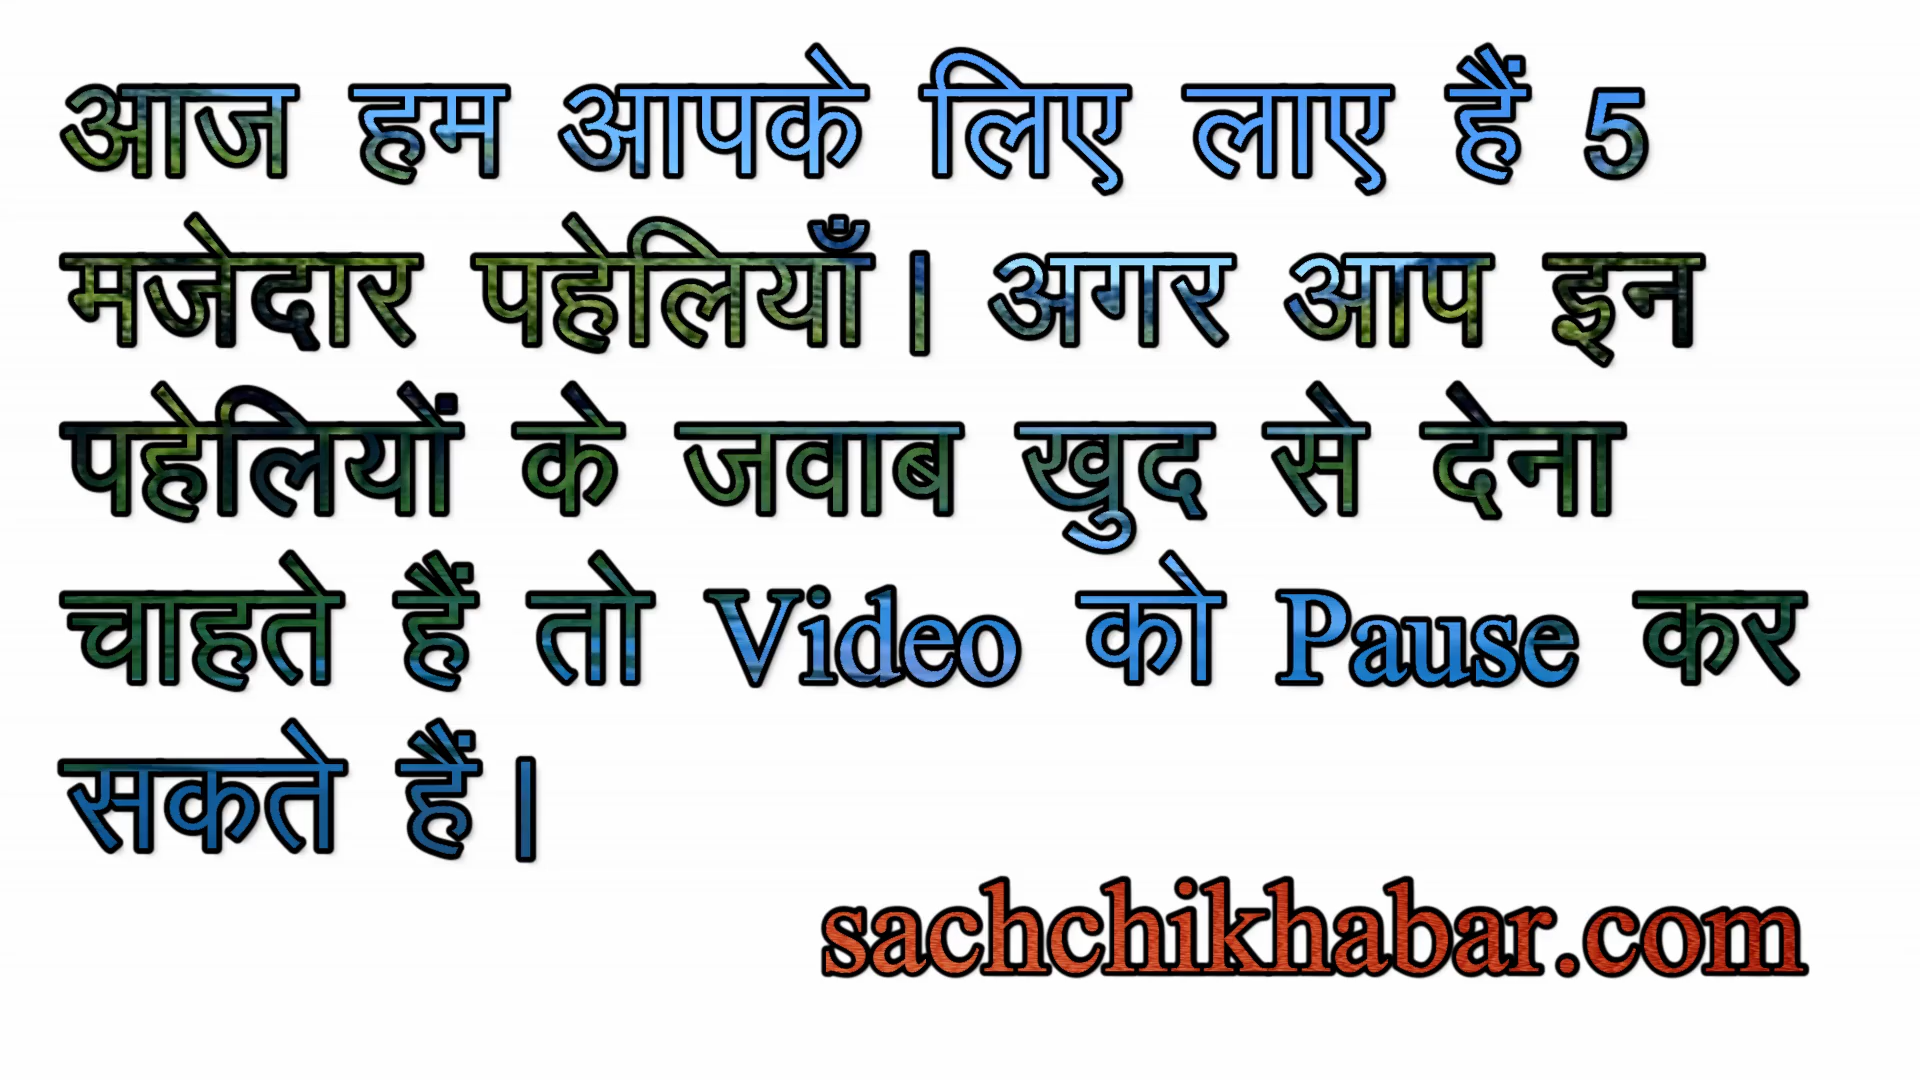 आज हम आपके लिए लाए हैं 5
मजेदार पहेलियाँ। अगर आप इन
पहेलियों के जवाब खुद से देना
चाहते हैं तो Video को Pause कर
सकते हैं।
sachchikhabar.com